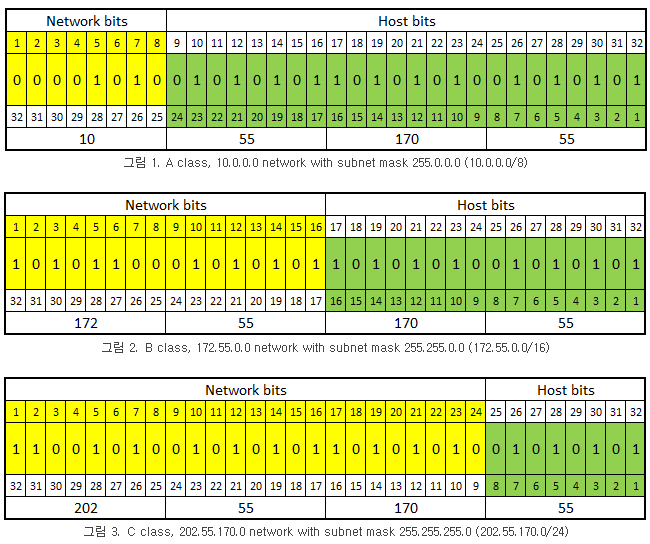 Network bits Host bits
1 2 3 4 5 6 7 8 9 10 11 12 13 14 15 16 17 18 19 20 21 22 23 24 25 26 27 28 29 30 31 32
0 0 0 0 1 0 1 0 0 1 0 1 0 1 0 1 1 0 1 0 1 0 1 0 0 1 0 1 0 1 0 1
32 31 30 29 28 27 26 25 24 23 22 21 20 19 18 17 16 15 14 13 12 11 10 9 8 7 6 5 4 3 2 1
10 55 170 55
그림 1. A class, 10.0.0.0 network with subnet mask 255.0.0.0 (10.0.0.0/8)
Network bits Host bits
1 2 3 4 5 6 7 8 9 10 11 12 13 14 15 16 17 18 19 20 21 22 23 24 25 26 27 28 29 30 31 32
1 0 1 0 1 1 0 0 0 1 0 1 0 1 0 1 1 0 1 0 1 0 1 0 0 1 0 1 0 1 0 1
32 31 30 29 28 27 26 25 24 23 22 21 20 19 18 17 16 15 14 13 12 11 10 9 8 7 6 5 4 3 2 1
172 55 170 55
그림 2. B class, 172.55.0.0 network with subnet mask 255.255.0.0 (172.55.0.0/16)
Network bits Host bits
1 2 3 4 5 6 7 8 9 10 11 12 13 14 15 16 17 18 19 20 21 22 23 24 25 26 27 28 29 30 31 32
1 1 0 0 1 0 1 0 0 1 0 1 0 1 0 1 1 0 1 0 1 0 1 0 0 1 0 1 0 1 0 1
32 31 30 29 28 27 26 25 24 23 22 21 20 19 18 17 16 15 14 13 12 11 10 9 8 7 6 5 4 3 2 1
202 55 170 55
그림 3. C class, 202.55.170.0 network with subnet mask 255.255.255.0 (202.55.170.0/24)